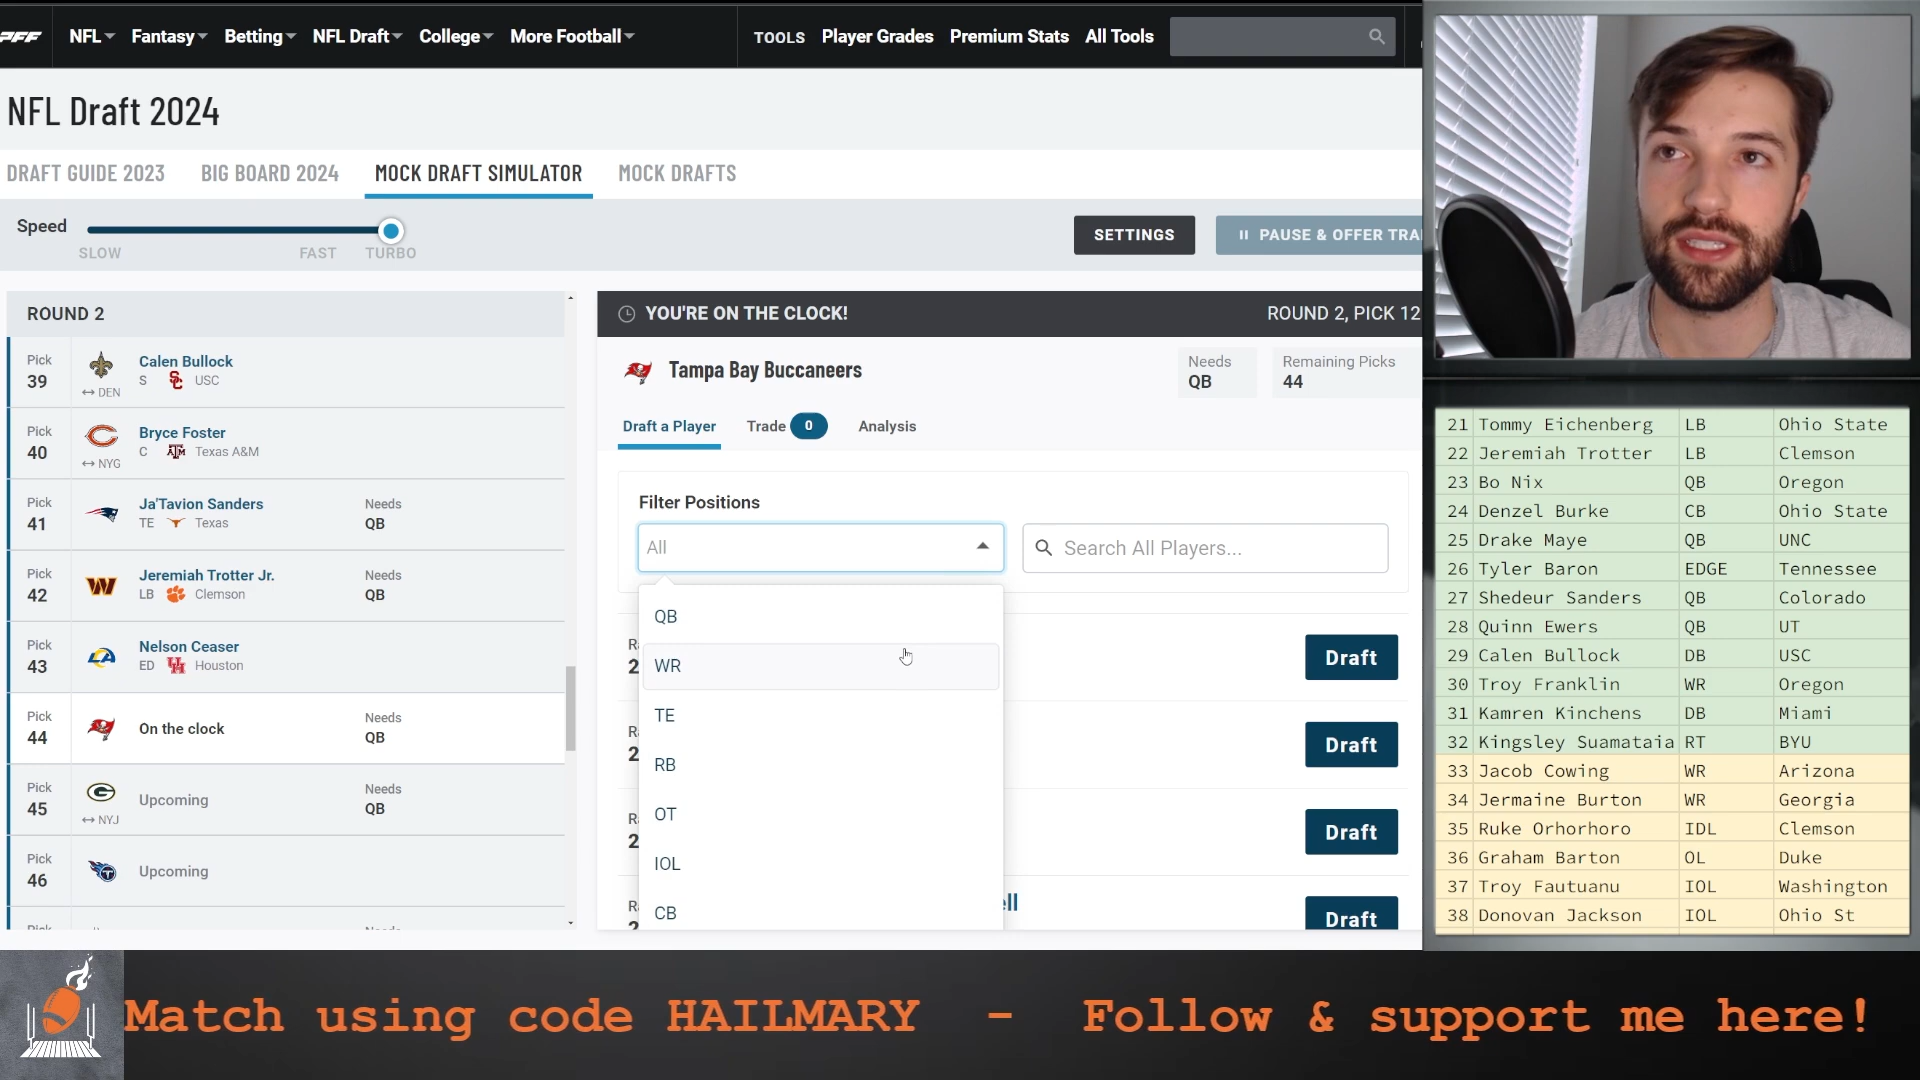 PFF NFL Fantasy Betting NFL Draft College More Football TOOLS Player Grades Premium Stats All Tools
NFL Draft 2024
DRAFT GUIDE 2023 BIG BOARD 2024 MOCK DRAFT SIMULATOR MOCK DRAFTS
Speed
SLOW FAST TURBO
SETTINGS
PAUSE & OFFER TRA
ROUND 2
Pick 39 DEN
Calen Bullock
S USC
Pick 40 NYG
Bryce Foster
C Texas A&M
Pick 41
Ja'Tavion Sanders
TE Texas
Needs
QB
Pick 42
Jeremiah Trotter Jr.
LB Clemson
Needs
QB
Pick 43
Nelson Ceaser
ED Houston
Pick 44
On the clock
Needs
QB
Pick 45 NYJ
Upcoming
Needs
QB
Pick 46
Upcoming
YOU'RE ON THE CLOCK!
ROUND 2, PICK 12
Tampa Bay Buccaneers
Needs
QB
Remaining Picks
44
Draft a Player Trade 0 Analysis
Filter Positions
All
Search All Players...
QB
WR
TE
RB
OT
IOL
CB
Draft
Draft
Draft
Draft
21 Tommy Eichenberg LB Ohio State
22 Jeremiah Trotter LB Clemson
23 Bo Nix QB Oregon
24 Denzel Burke CB Ohio State
25 Drake Maye QB UNC
26 Tyler Baron EDGE Tennessee
27 Shedeur Sanders QB Colorado
28 Quinn Ewers QB UT
29 Calen Bullock DB USC
30 Troy Franklin WR Oregon
31 Kamren Kinchens DB Miami
32 Kingsley Suamataia RT BYU
33 Jacob Cowing WR Arizona
34 Jermaine Burton WR Georgia
35 Ruke Orhorhoro IDL Clemson
36 Graham Barton OL Duke
37 Troy Fautuanu IOL Washington
38 Donovan Jackson IOL Ohio St
Match using code HAILMARY - Follow & support me here!